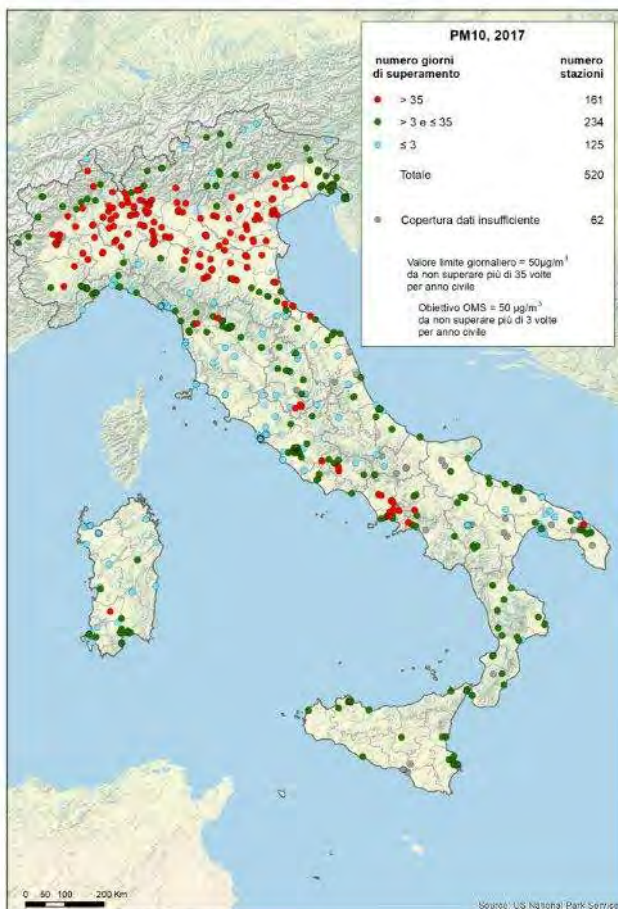 PM10, 2017
numero giorni di superamento numero stazioni
> 35 161
> 3 e ≤ 35 234
≤ 3 125
Totale 520
Copertura dati insufficiente 62
Valore limite giornaliero = 50µg/m³
da non superare più di 35 volte
per anno civile
Obiettivo OMS = 50 µg/m³
da non superare più di 3 volte
per anno civile
0 50 100 200 Km
Source: US National Park Service